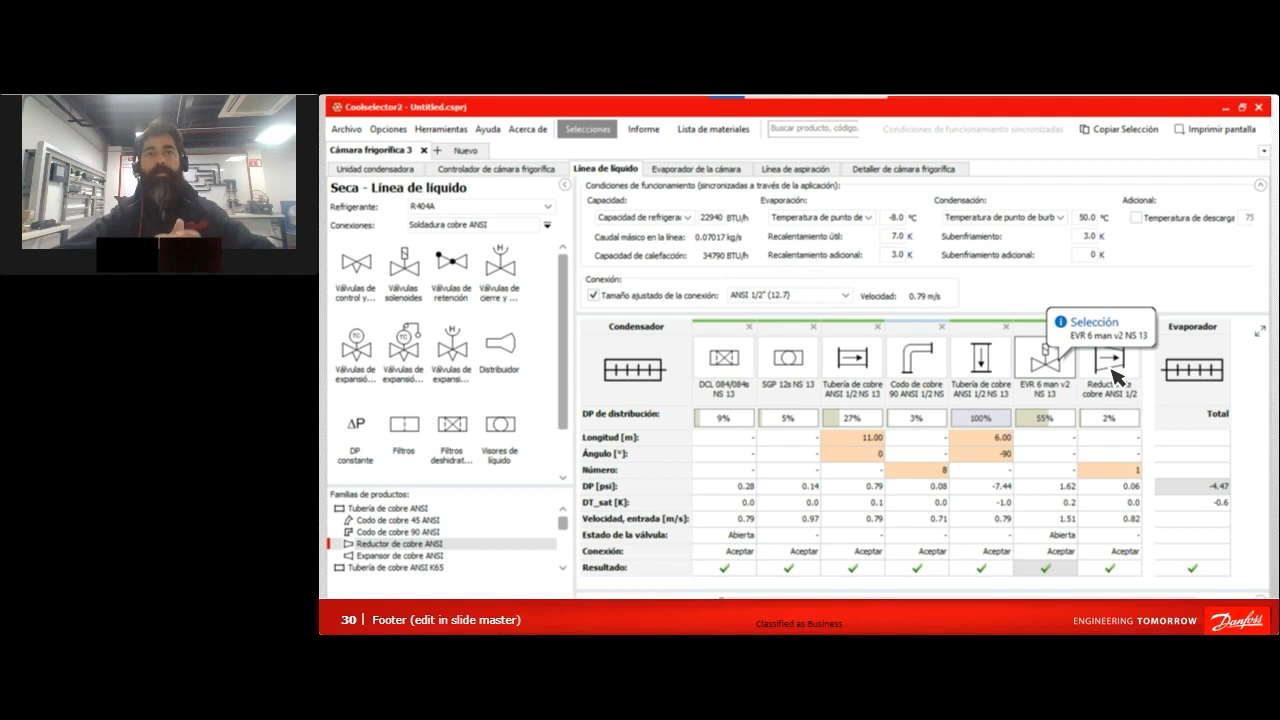 Coolselector2 - Untitled.csprj
Archivo Opciones Herramientas Ayuda Acerca de Selecciones Informe Lista de materiales Buscar producto, código. Condiciones de funcionamiento sincronizadas Copiar Selección Imprimir pantalla
Cámara frigorífica 3 × + Nuevo
Unidad condensadora Controlador de cámara frigorífica Línea de líquido Evaporador de la cámara Línea de aspiración Detaller de cámara frigorífica
Seca - Línea de líquido
Refrigerante: R404A
Conexiones: Soldadura cobre ANSI
Válvulas de control y... Válvulas solenoides Válvulas de retención Válvulas de cierre y ...
TC TC H
Válvulas de expansió... Válvulas de expansió... Válvulas de expansi... Distribuidor
ΔP
DP constante Filtros Filtros deshidrat... Visores de líquido
Familias de productos:
Tubería de cobre ANSI
Codo de cobre 45 ANSI
Codo de cobre 90 ANSI
Reductor de cobre ANSI
Expansor de cobre ANSI
Tubería de cobre ANSI K65
Condiciones de funcionamiento (sincronizadas a través de la aplicación):
Capacidad: Evaporación: Condensación: Adicional:
Capacidad de refrigerac 22940 BTU/h Temperatura de punto de -8.0 °C Temperatura de punto de burb 50.0 °C Temperatura de descarga 75
Caudal másico en la línea: 0.07017 kg/s Recalentamiento útil: 7.0 K Subenfriamiento: 3.0 K
Capacidad de calefacción: 34790 BTU/h Recalentamiento adicional: 3.0 K Subenfriamiento adicional: 0 K
Conexión:
Tamaño ajustado de la conexión: ANSI 1/2" (12.7) Velocidad: 0.79 m/s
Selección
EVR 6 man v2 NS 13
Condensador Evaporador
DCL 084/084s NS 13 SGP 12s NS 13 Tubería de cobre ANSI 1/2 NS 13 Codo de cobre 90 ANSI 1/2 NS Tubería de cobre ANSI 1/2 NS 13 EVR 6 man v2 NS 13 cobre ANSI 1/2
DP de distribución: 9% 5% 27% 3% 100% 55% 2% Total
Longitud [m]: - - 11.00 - 6.00 - -
Ángulo [°]: - - 0 - -90 - -
Número: - - - 8 - - 1
DP [psi]: 0.28 0.14 0.79 0.08 -7.44 1.62 0.06 -4.47
DT_sat [K]: 0.0 0.0 0.1 0.0 -1.0 0.2 0.0 -0.6
Velocidad, entrada [m/s]: 0.79 0.97 0.79 0.71 0.79 1.51 0.82
Estado de la válvula: Abierta - - - - Abierta -
Conexión: Aceptar Aceptar Aceptar Aceptar Aceptar Aceptar Aceptar
Resultado:
30 | Footer (edit in slide master)
Classified as Business
ENGINEERING TOMORROW
Danfoss